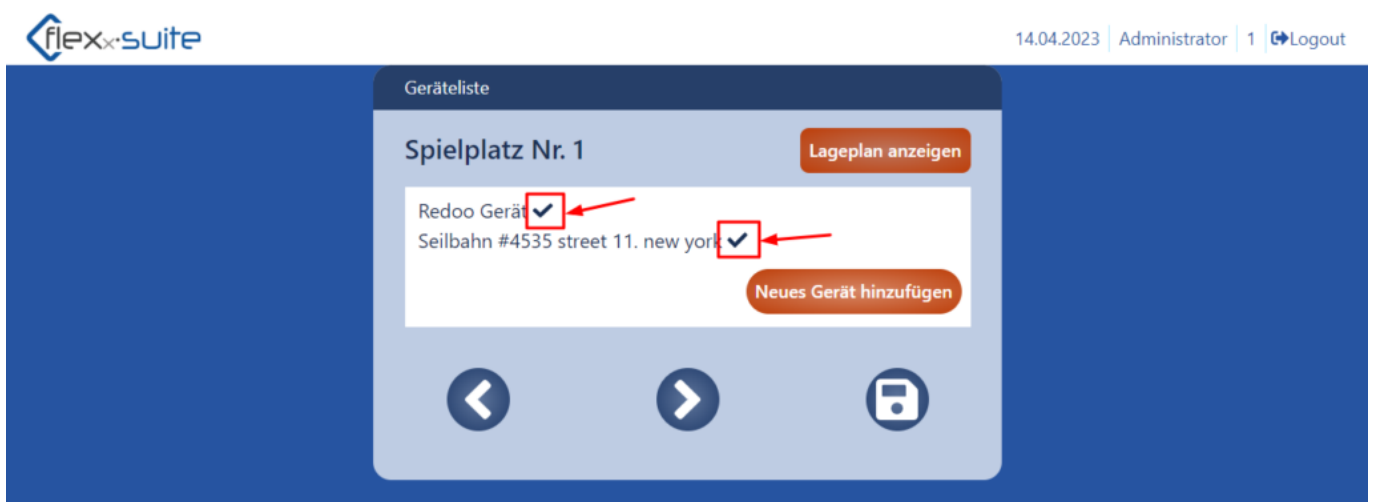 flexx-suite
14.04.2023 Administrator 1 Logout
Geräteliste
Spielplatz Nr. 1
Lageplan anzeigen
Redoo Gerät
Seilbahn #4535 street 11. new york
Neues Gerät hinzufügen